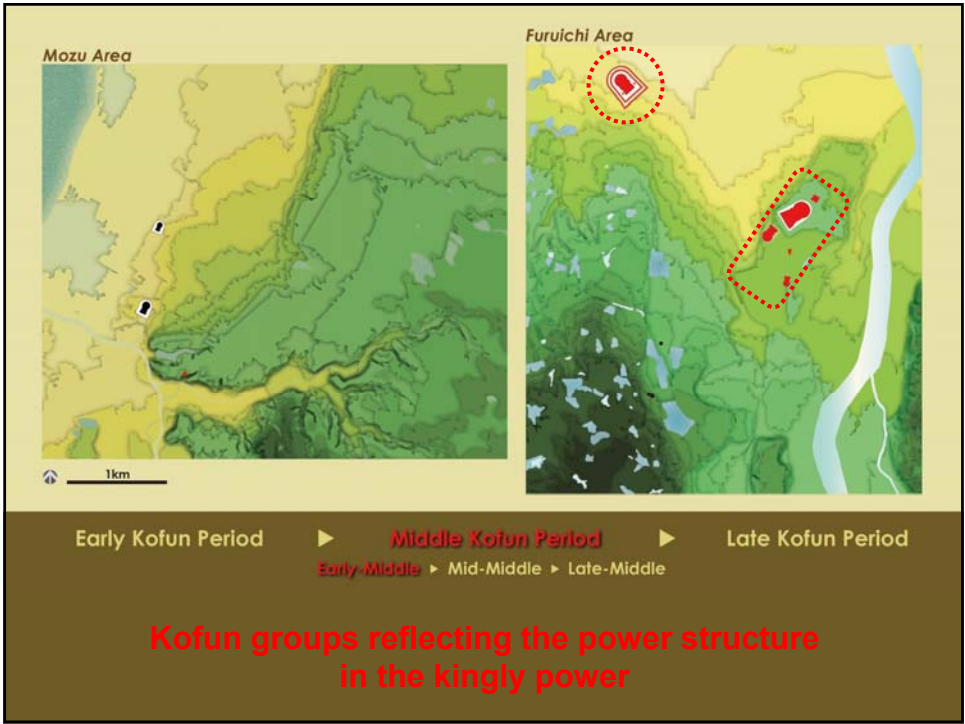 Mozu Area
Furuichi Area
1km
Early Kofun Period ▶ Middle Kofun Period ▶ Late Kofun Period
Early-Middle ▶ Mid-Middle ▶ Late-Middle
Kofun groups reflecting the power structure
in the kingly power